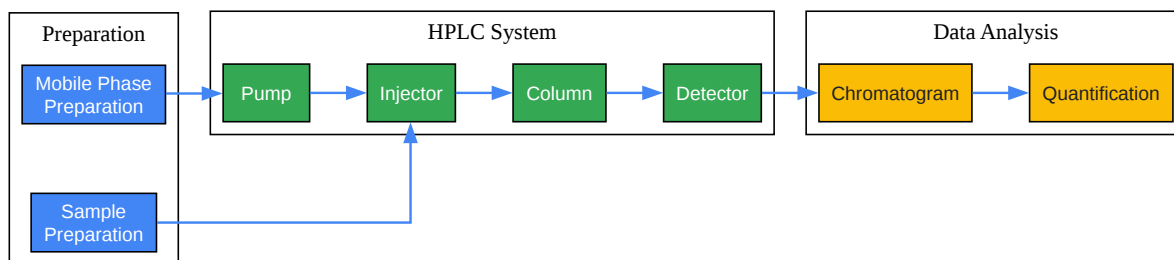 Preparation
Mobile Phase
Preparation
Sample
Preparation
HPLC System
Pump
Injector
Column
Detector
Data Analysis
Chromatogram
Quantification